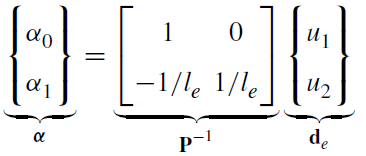 {α₀ α₁} = [1 0 −1/lₑ 1/lₑ] {u₁ u₂}
α P⁻¹ dₑ